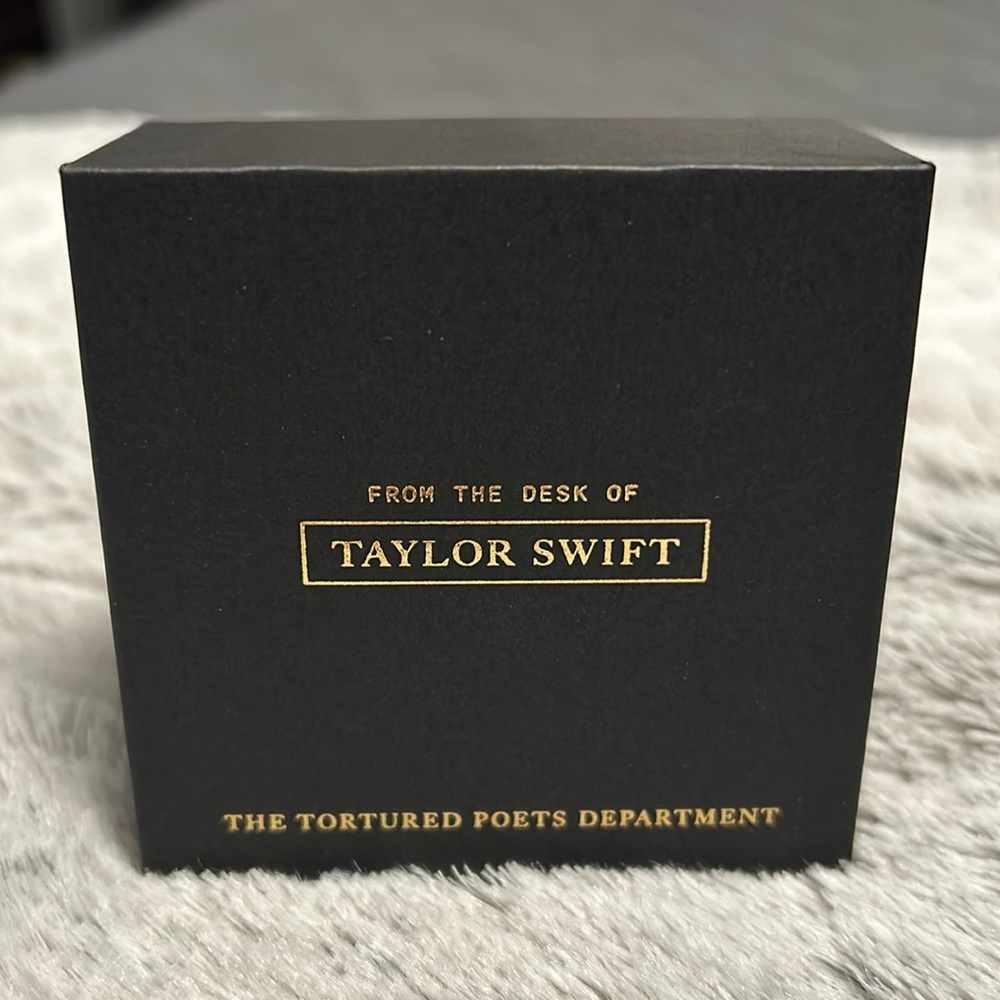 FROM THE DESK OF
TAYLOR SWIFT
THE TORTURED POETS DEPARTMENT